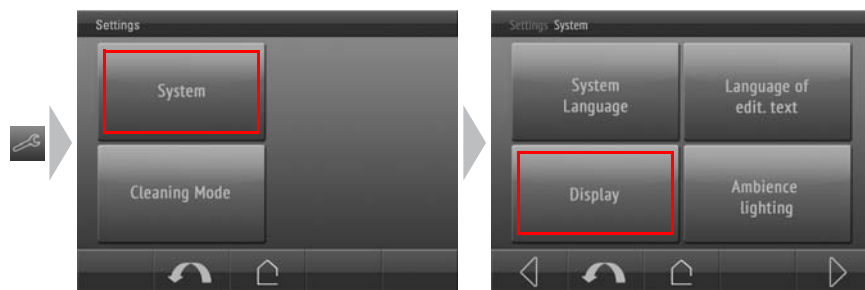 Settings
System
Cleaning Mode
Settings System
System
Language
Language of
edit. text
Display
Ambience
lighting